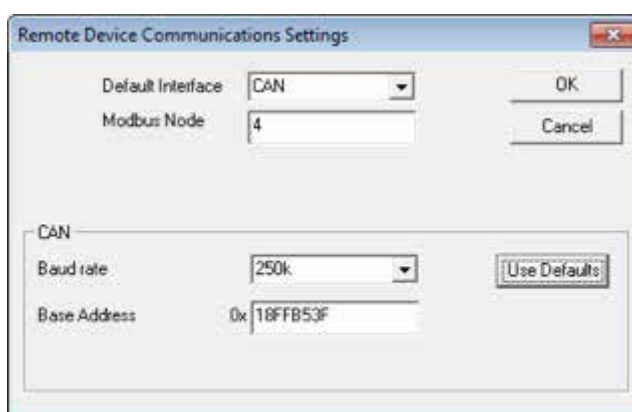 Remote Device Communications Settings
Default Interface CAN OK
Modbus Node 4 Cancel
CAN
Baud rate 250k Use Defaults
Base Address 0x 18FFB53F